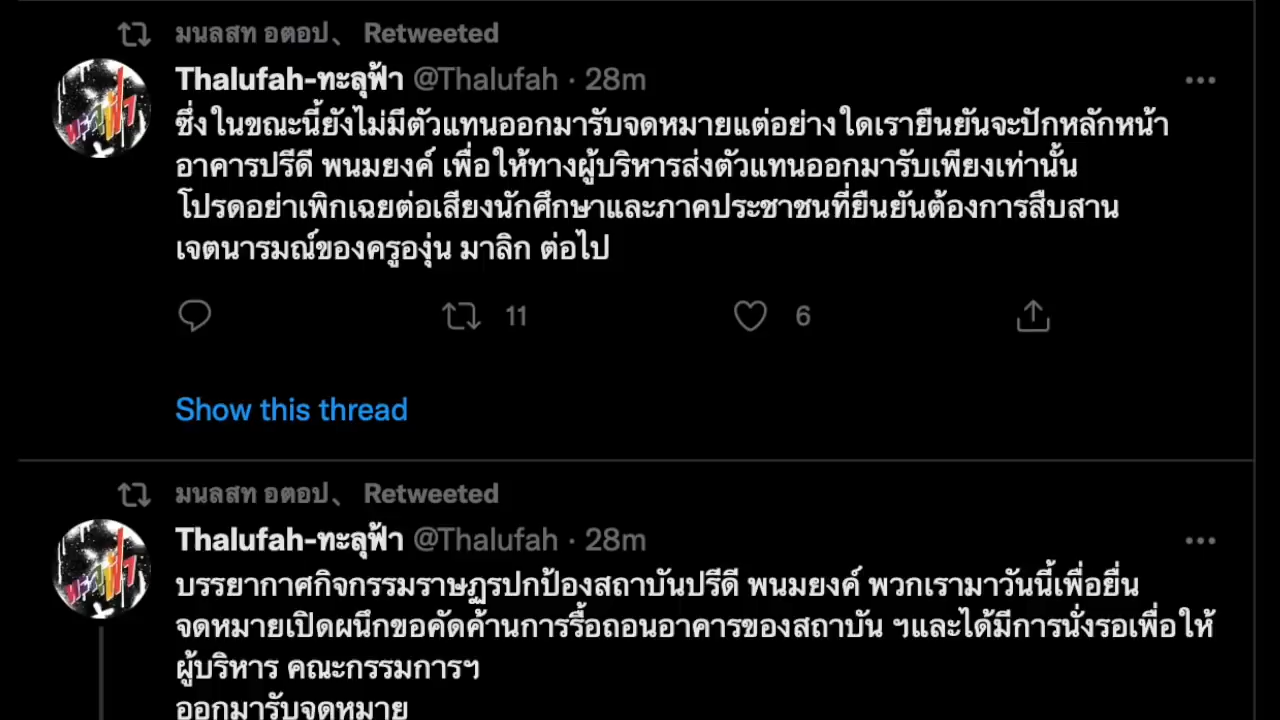 มนลสท อตอป、 Retweeted
Thalufah-ทะลุฟ้า @Thalufah · 28m
ซึ่งในขณะนี้ยังไม่มีตัวแทนออกมารับจดหมายแต่อย่างใดเรายืนยันจะปักหลักหน้า
อาคารปรีดี พนมยงค์ เพื่อให้ทางผู้บริหารส่งตัวแทนออกมารับเพียงเท่านั้น
โปรดอย่าเพิกเฉยต่อเสียงนักศึกษาและภาคประชาชนที่ยืนยันต้องการสืบสาน
เจตนารมณ์ของครูองุ่น มาลิก ต่อไป
11 6
Show this thread
มนลสท อตอป、 Retweeted
Thalufah-ทะลุฟ้า @Thalufah · 28m
บรรยากาศกิจกรรมราษฎรปกป้องสถาบันปรีดี พนมยงค์ พวกเรามาวันนี้เพื่อยื่น
จดหมายเปิดผนึกขอคัดค้านการรื้อถอนอาคารของสถาบัน ฯและได้มีการนั่งรอเพื่อให้
ผู้บริหาร คณะกรรมการฯ
ออกมารับจดหมาย